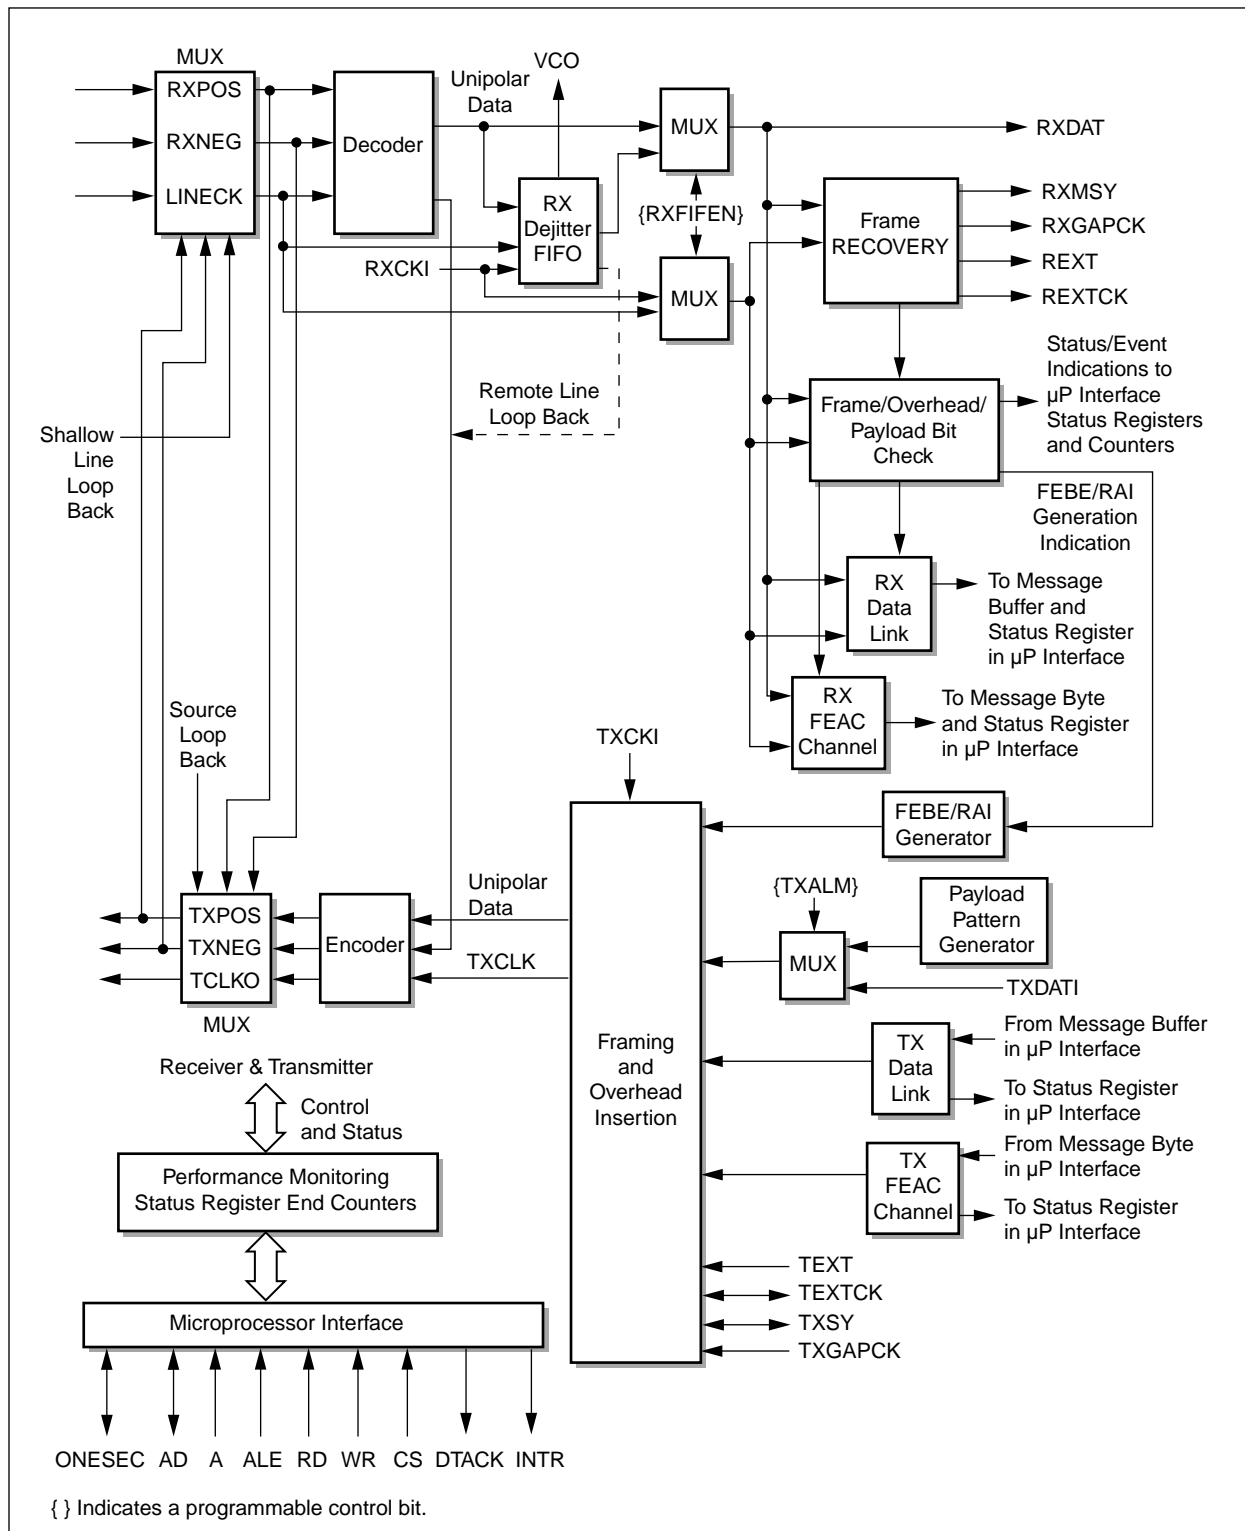 MUX
RXPOS
RXNEG
LINECK
Decoder
Unipolar
Data
VCO
MUX
RXDAT
RX
Dejitter
FIFO
{RXFIFEN}
RXCKI
MUX
Frame
RECOVERY
RXMSY
RXGAPCK
REXT
REXTCK
Status/Event
Indications to
µP Interface
Status Registers
and Counters
Remote Line
Loop Back
Frame/Overhead/
Payload Bit
Check
Shallow
Line
Loop
Back
FEBE/RAI
Generation
Indication
RX
Data
Link
To Message
Buffer and
Status Register
in µP Interface
RX
FEAC
Channel
To Message Byte
and Status Register
in µP Interface
Source
Loop
Back
TXCKI
FEBE/RAI
Generator
Unipolar
Data
{TXALM}
Payload
Pattern
Generator
TXPOS
TXNEG
TCLKO
MUX
Encoder
TXCLK
MUX
TXDATI
Framing
and
Overhead
Insertion
TX
Data
Link
From Message Buffer
in µP Interface
To Status Register
in µP Interface
Receiver & Transmitter
Control
and Status
TX
FEAC
Channel
From Message Byte
in µP Interface
To Status Register
in µP Interface
Performance Monitoring
Status Register End Counters
TEXT
TEXTCK
TXSY
TXGAPCK
Microprocessor Interface
ONESEC AD A ALE RD WR CS DTACK INTR
{ } Indicates a programmable control bit.